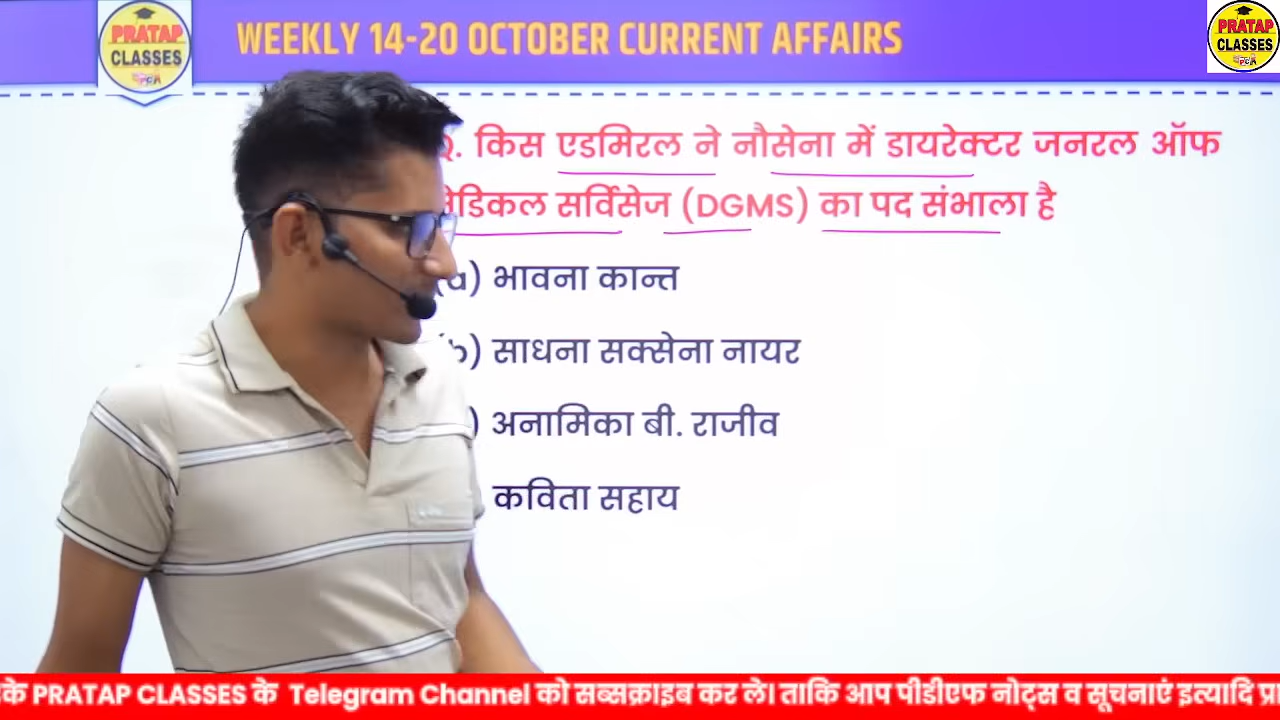 PRATAP
CLASSES
WEEKLY 14-20 OCTOBER CURRENT AFFAIRS
PRATAP
CLASSES
PCM
किस एडमिरल ने नौसेना में डायरेक्टर जनरल ऑफ
मेडिकल सर्विसेज (DGMS) का पद संभाला है
(a) भावना कान्त
(b) साधना सक्सेना नायर
) अनामिका बी. राजीव
कविता सहाय
के PRATAP CLASSES के Telegram Channel को सब्सक्राइब कर ले। ताकि आप पीडीएफ नोट्स व सूचनाएं इत्यादि प्रा